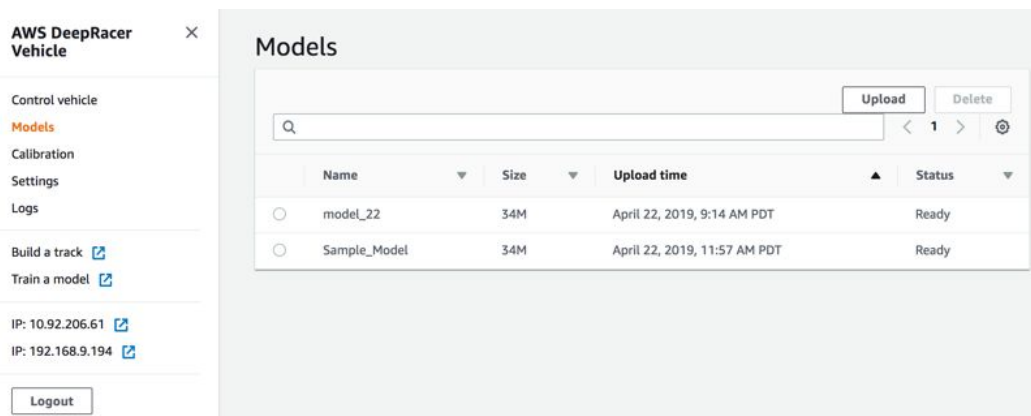 AWS DeepRacer
Vehicle
Control vehicle
Models
Calibration
Settings
Logs
Build a track
Train a model
IP: 10.92.206.61
IP: 192.168.9.194
Logout
Models
Upload Delete
1
Name Size Upload time Status
model_22 34M April 22, 2019, 9:14 AM PDT Ready
Sample_Model 34M April 22, 2019, 11:57 AM PDT Ready